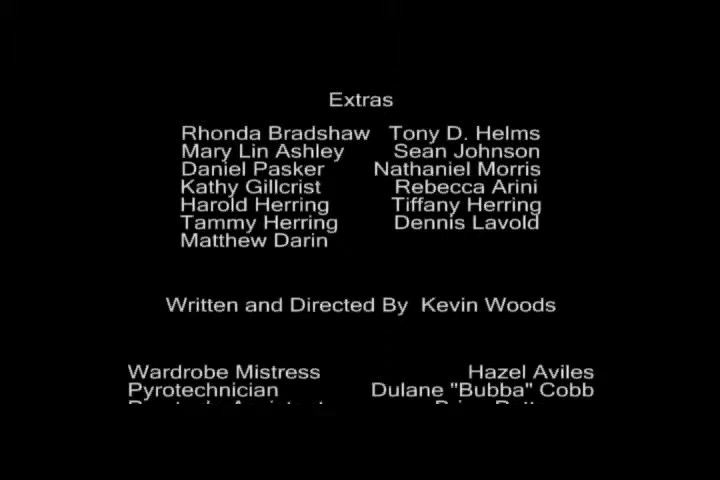 Extras
Rhonda Bradshaw Tony D. Helms
Mary Lin Ashley Sean Johnson
Daniel Pasker Nathaniel Morris
Kathy Gillcrist Rebecca Arini
Harold Herring Tiffany Herring
Tammy Herring Dennis Lavold
Matthew Darin
Written and Directed By Kevin Woods
Wardrobe Mistress Hazel Aviles
Pyrotechnician Dulane "Bubba" Cobb